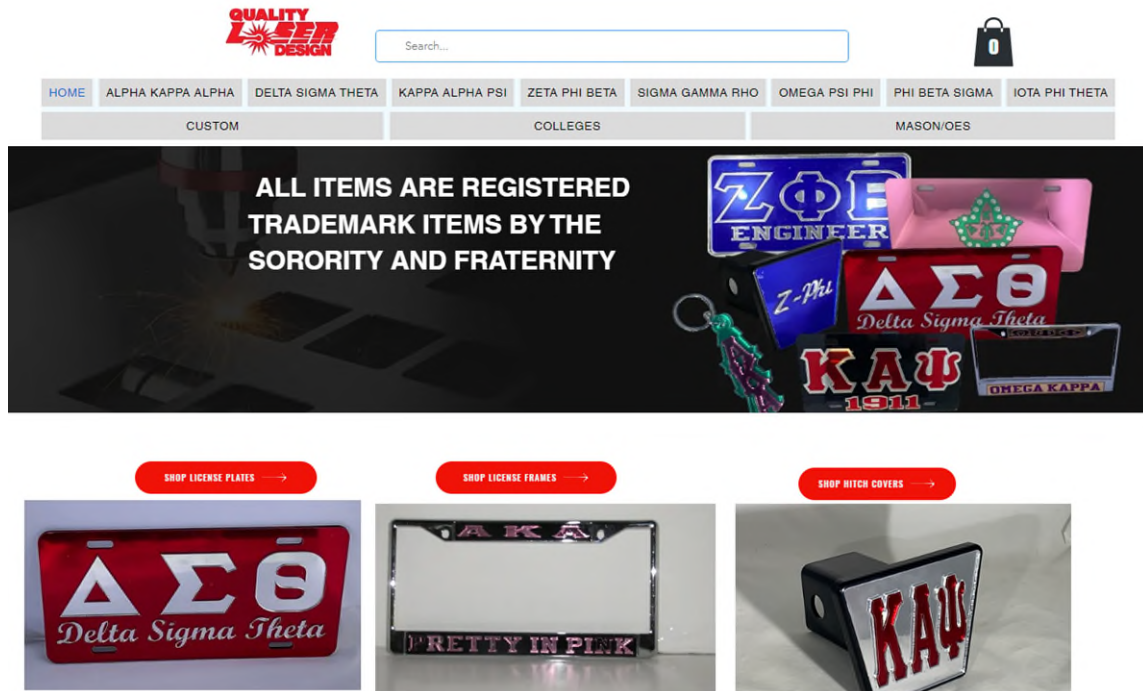 QUALITY
LASER
DESIGN
Search...
0
HOME
ALPHA KAPPA ALPHA
DELTA SIGMA THETA
KAPPA ALPHA PSI
ZETA PHI BETA
SIGMA GAMMA RHO
OMEGA PSI PHI
PHI BETA SIGMA
IOTA PHI THETA
CUSTOM
COLLEGES
MASON/OES
ALL ITEMS ARE REGISTERED
TRADEMARK ITEMS BY THE
SORORITY AND FRATERNITY
ΖΦΒ
ENGINEER
Z-Phi
ΔΣΘ
Delta Sigma Theta
ΚΑΨ
1911
OMEGA KAPPA
SHOP LICENSE PLATES
SHOP LICENSE FRAMES
SHOP HITCH COVERS
ΔΣΘ
Delta Sigma Theta
AKA
PRETTY IN PINK
ΚΑΨ